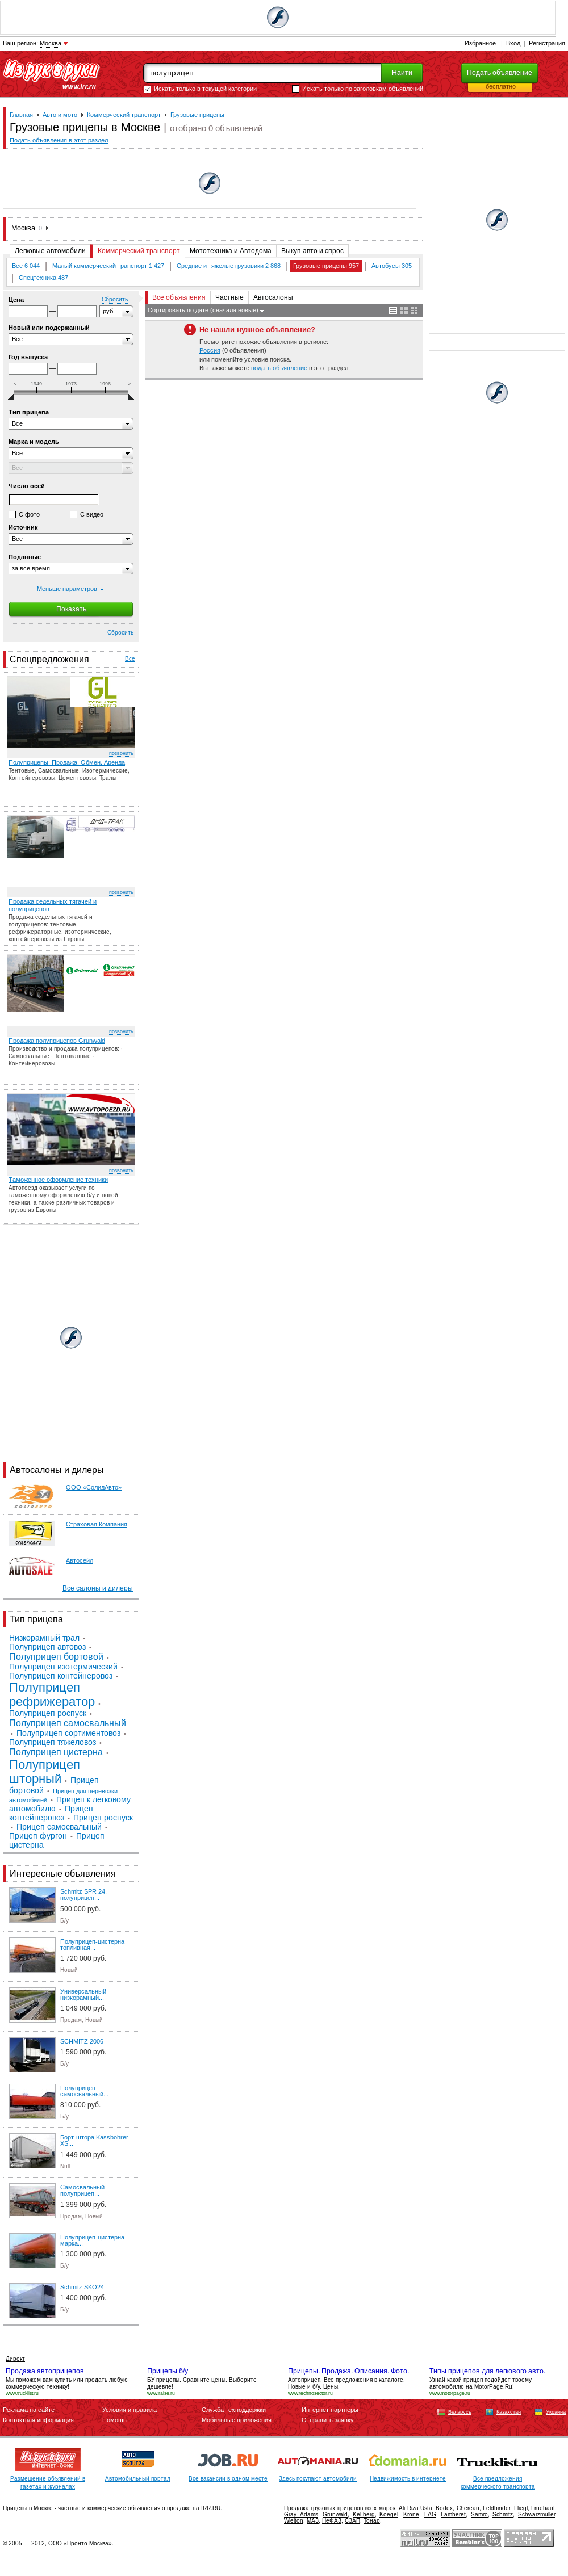 Ваш регион: Москва
Избранное | Вход | Регистрация
Из рук в руки
www.irr.ru
полуприцеп
Найти
Подать объявление
бесплатно
Искать только в текущей категории
Искать только по заголовкам объявлений
Главная Авто и мото Коммерческий транспорт Грузовые прицепы
Грузовые прицепы в Москве | отобрано 0 объявлений
Подать объявления в этот раздел
Москва 0
Легковые автомобили Коммерческий транспорт Мототехника и Автодома Выкуп авто и спрос
Все 6 044 | Малый коммерческий транспорт 1 427 | Средние и тяжелые грузовики 2 868 | Грузовые прицепы 957 | Автобусы 305
| Спецтехника 487
Цена Сбросить
— руб.
Новый или подержанный
Все
Год выпуска
—
< 1949 1973 1998 >
Тип прицепа
Все
Марка и модель
Все
Все
Число осей
С фото С видео
Источник
Все
Поданные
за все время
Меньше параметров
Показать
Сбросить
Все объявления Частные Автосалоны
Сортировать по дате (сначала новые)
Не нашли нужное объявление?
Посмотрите похожие объявления в регионе:
Россия (0 объявления)
или поменяйте условие поиска.
Вы также можете подать объявление в этот раздел.
Спецпредложения Все
GL
позвонить
Полуприцепы: Продажа, Обмен, Аренда
Тентовые, Самосвальные, Изотермические,
Контейнеровозы, Цементовозы, Тралы
ДМД-ТРАК
позвонить
Продажа седельных тягачей и
полуприцепов
Продажа седельных тягачей и
полуприцепов: тентовые,
рефрижераторные, изотермические,
контейнеровозы из Европы
Grünwald
Grünwald
позвонить
Продажа полуприцепов Grunwald
Производство и продажа полуприцепов: -
Самосвальные - Тентованные -
Контейнеровозы
WWW.AVTOPOEZD.RU
позвонить
Таможенное оформление техники
Автопоезд оказывает услуги по
таможенному оформлению б/у и новой
техники, а также различных товаров и
грузов из Европы
Автосалоны и дилеры
ООО «СолидАвто»
Страховая Компания
AUTOSALE
Автосейл
Все салоны и дилеры
Тип прицепа
Низкорамный трал •
Полуприцеп автовоз •
Полуприцеп бортовой •
Полуприцеп изотермический •
Полуприцеп контейнеровоз •
Полуприцеп
рефрижератор •
Полуприцеп роспуск •
Полуприцеп самосвальный
• Полуприцеп сортиментовоз •
Полуприцеп тяжеловоз •
Полуприцеп цистерна •
Полуприцеп
шторный • Прицеп
бортовой • Прицеп для перевозки
автомобилей • Прицеп к легковому
автомобилю • Прицеп
контейнеровоз • Прицеп роспуск
• Прицеп самосвальный •
Прицеп фургон • Прицеп
цистерна
Интересные объявления
Schmitz SPR 24,
полуприцеп...
500 000 руб.
Б/у
Полуприцеп-цистерна
топливная...
1 720 000 руб.
Новый
Универсальный
низкорамный...
1 049 000 руб.
Продам, Новый
SCHMITZ 2006
1 590 000 руб.
Б/у
Полуприцеп
самосвальный...
810 000 руб.
Б/у
Борт-штора Kassbohrer
XS...
1 449 000 руб.
Null
Самосвальный
полуприцеп...
1 399 000 руб.
Продам, Новый
Полуприцеп-цистерна
марка...
1 300 000 руб.
Б/у
Schmitz SKO24
1 400 000 руб.
Б/у
Директ
Продажа автоприцепов
Мы поможем вам купить или продать любую
коммерческую технику!
www.trucklist.ru
Прицепы б/у
БУ прицепы. Сравните цены. Выберите
дешевле!
www.raise.ru
Прицепы. Продажа. Описания. Фото.
Автоприцеп. Все предложения в каталоге.
Новые и б/у. Цены.
www.technosector.ru
Типы прицепов для легкового авто.
Узнай какой прицеп подойдет твоему
автомобилю на MotorPage.Ru!
www.motorpage.ru
Реклама на сайте Условия и правила Служба техподдержки Интернет партнеры
Контактная информация Помощь Мобильные приложения Отправить заявку
Беларусь Казахстан Украина
Из рук в руки
ИНТЕРНЕТ - ОФИС
Размещение объявлений в
газетах и журналах
AUTO
SCOUT24
Автомобильный портал
JOB.RU
Все вакансии в одном месте
AUTOMANIA.RU
Здесь покупают автомобили
domania.ru
Недвижимость в интернете
Trucklist.ru
Все предложения
коммерческого транспорта
Прицепы в Москве - частные и коммерческие объявления о продаже на IRR.RU.
Продажа грузовых прицепов всех марок: Ali Riza Usta, Bodex, Chereau, Feldbinder, Fliegl, Fruehauf,
Gray Adams, Grunwald, Kel-berg, Koegel, Krone, LAG, Lamberet, Samro, Schmitz, Schwarzmuller,
Wielton, МАЗ, НеФАЗ, СЗАП, Тонар.
© 2005 — 2012, ООО «Пронто-Москва».
mail.ru
УЧАСТНИК
Rambler's
TOP 100